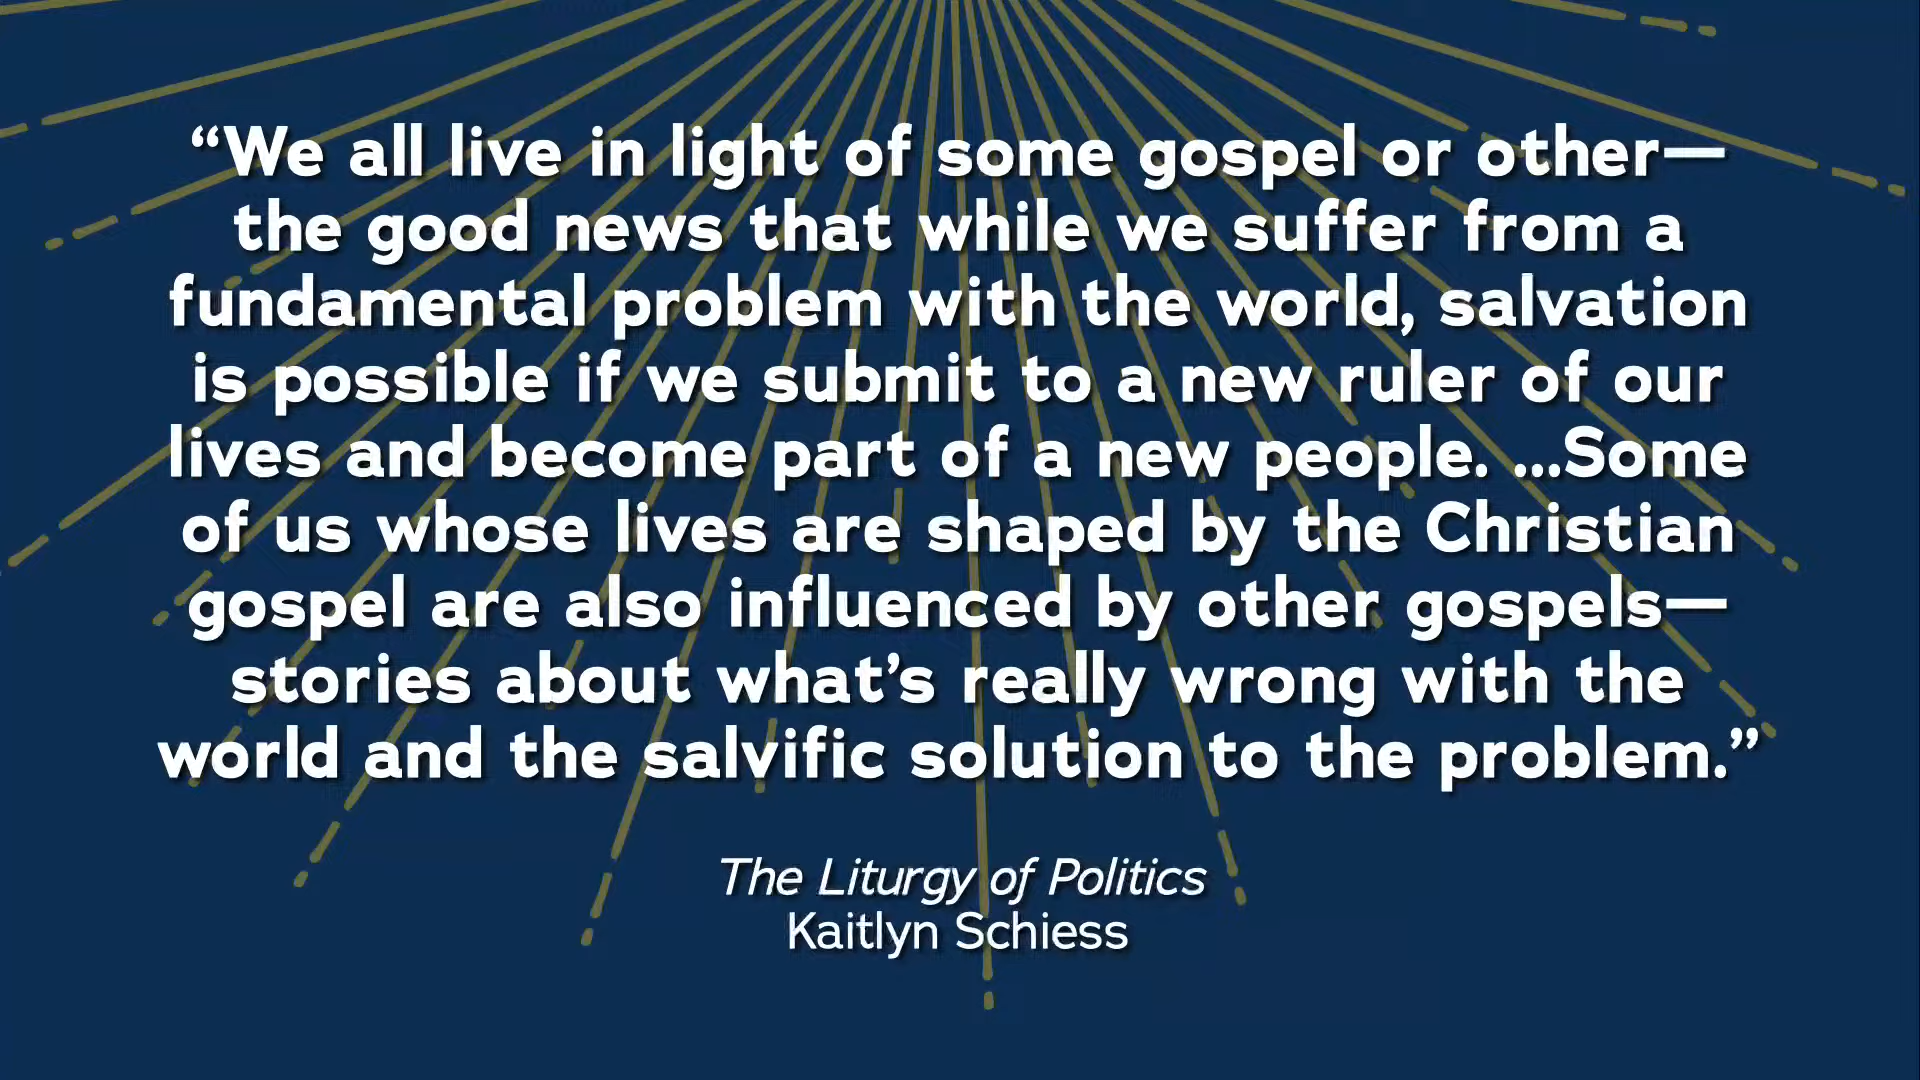 “We all live in light of some gospel or other—
the good news that while we suffer from a
fundamental problem with the world, salvation
is possible if we submit to a new ruler of our
lives and become part of a new people. ...Some
of us whose lives are shaped by the Christian
gospel are also influenced by other gospels—
stories about what’s really wrong with the
world and the salvific solution to the problem.”
The Liturgy of Politics
Kaitlyn Schiess